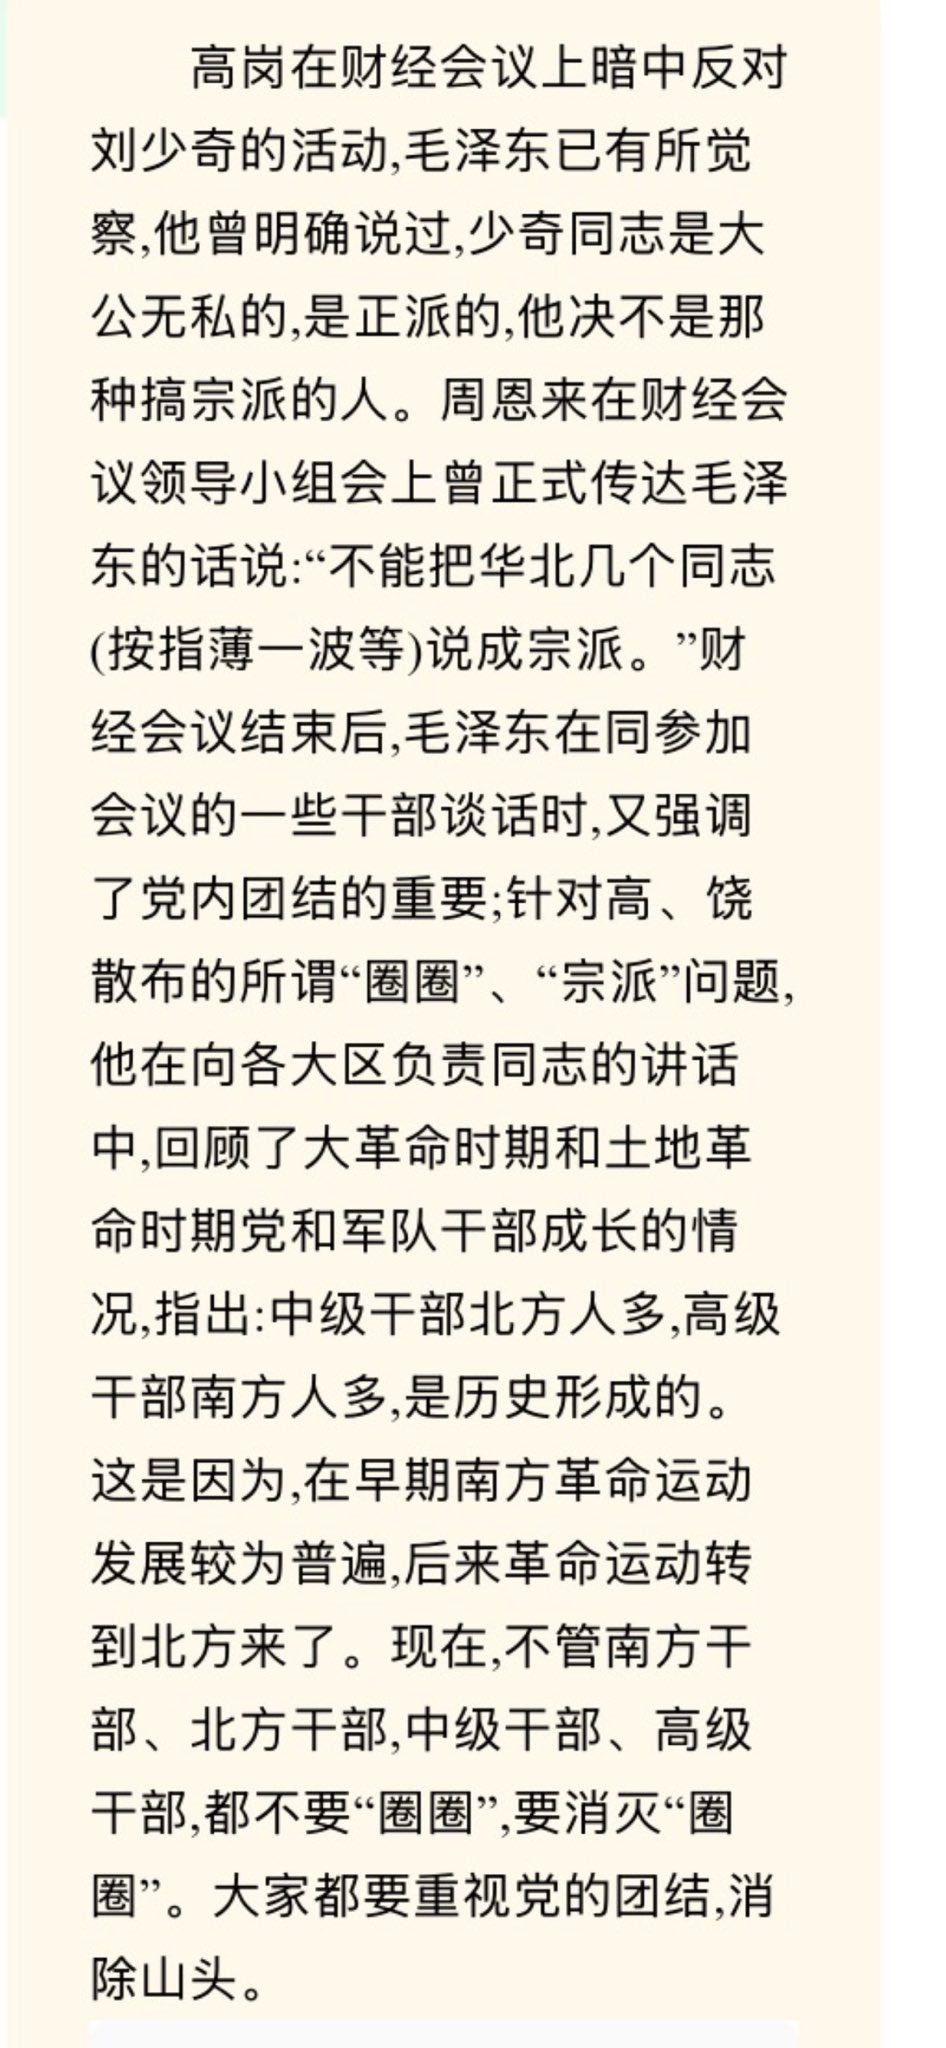 高岗在财经会议上暗中反对
刘少奇的活动,毛泽东已有所觉
察,他曾明确说过,少奇同志是大
公无私的,是正派的,他决不是那
种搞宗派的人。周恩来在财经会
议领导小组会上曾正式传达毛泽
东的话说:“不能把华北几个同志
(按指薄一波等)说成宗派。”财
经会议结束后,毛泽东在同参加
会议的一些干部谈话时,又强调
了党内团结的重要;针对高、饶
散布的所谓“圈圈”、“宗派”问题,
他在向各大区负责同志的讲话
中,回顾了大革命时期和土地革
命时期党和军队干部成长的情
况,指出:中级干部北方人多,高级
干部南方人多,是历史形成的。
这是因为,在早期南方革命运动
发展较为普遍,后来革命运动转
到北方来了。现在,不管南方干
部、北方干部,中级干部、高级
干部,都不要“圈圈”,要消灭“圈
圈”。大家都要重视党的团结,消
除山头。